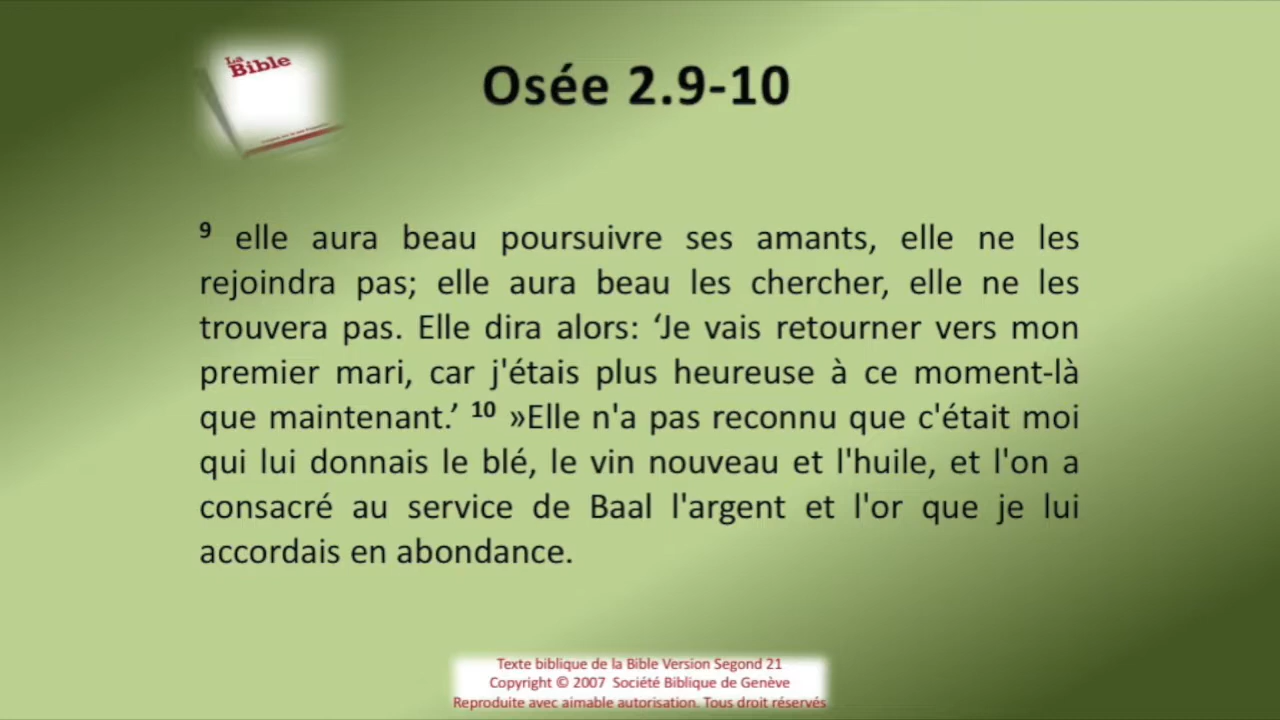 La
Bible
Osée 2.9-10
9 elle aura beau poursuivre ses amants, elle ne les
rejoindra pas; elle aura beau les chercher, elle ne les
trouvera pas. Elle dira alors: ‘Je vais retourner vers mon
premier mari, car j'étais plus heureuse à ce moment-là
que maintenant.’ 10 »Elle n'a pas reconnu que c'était moi
qui lui donnais le blé, le vin nouveau et l'huile, et l'on a
consacré au service de Baal l'argent et l'or que je lui
accordais en abondance.
Texte biblique de la Bible Version Segond 21
Copyright © 2007 Société Biblique de Genève
Reproduite avec aimable autorisation. Tous droit réservés